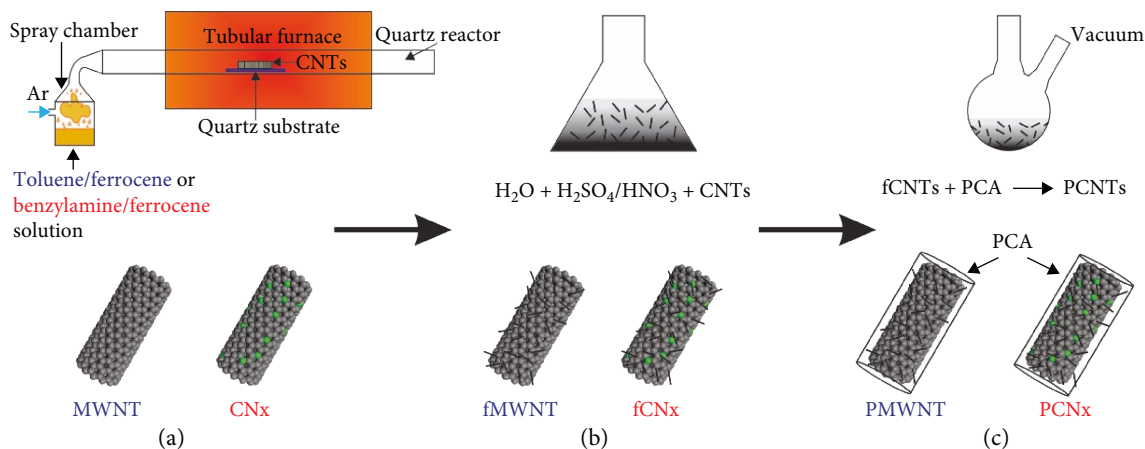 Spray chamber
Tubular furnace
Quartz reactor
CNTs
Ar
Quartz substrate
Toluene/ferrocene or
benzylamine/ferrocene
solution
MWNT
CNx
(a)
H₂O + H₂SO₄/HNO₃ + CNTs
fMWNT
fCNx
(b)
Vacuum
fCNTs + PCA → PCNTs
PCA
PMWNT
PCNx
(c)